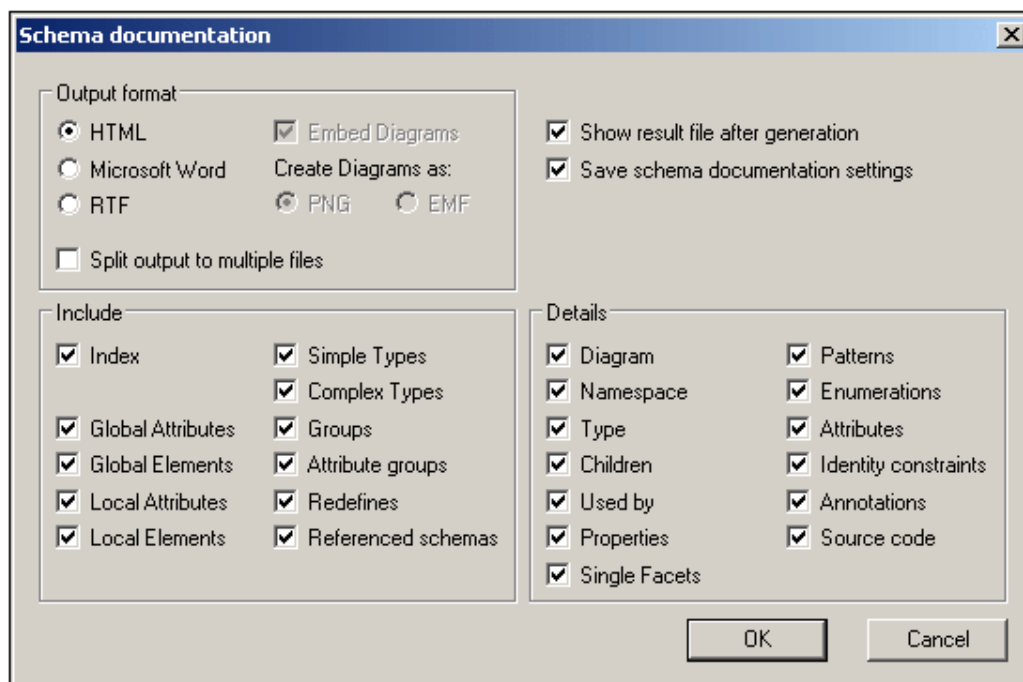 Schema documentation
Output format
HTML
Embed Diagrams
Microsoft Word
Create Diagrams as:
RTF
PNG
EMF
Split output to multiple files
Show result file after generation
Save schema documentation settings
Include
Index
Simple Types
Complex Types
Global Attributes
Groups
Global Elements
Attribute groups
Local Attributes
Redefines
Local Elements
Referenced schemas
Details
Diagram
Patterns
Namespace
Enumerations
Type
Attributes
Children
Identity constraints
Used by
Annotations
Properties
Source code
Single Facets
OK
Cancel